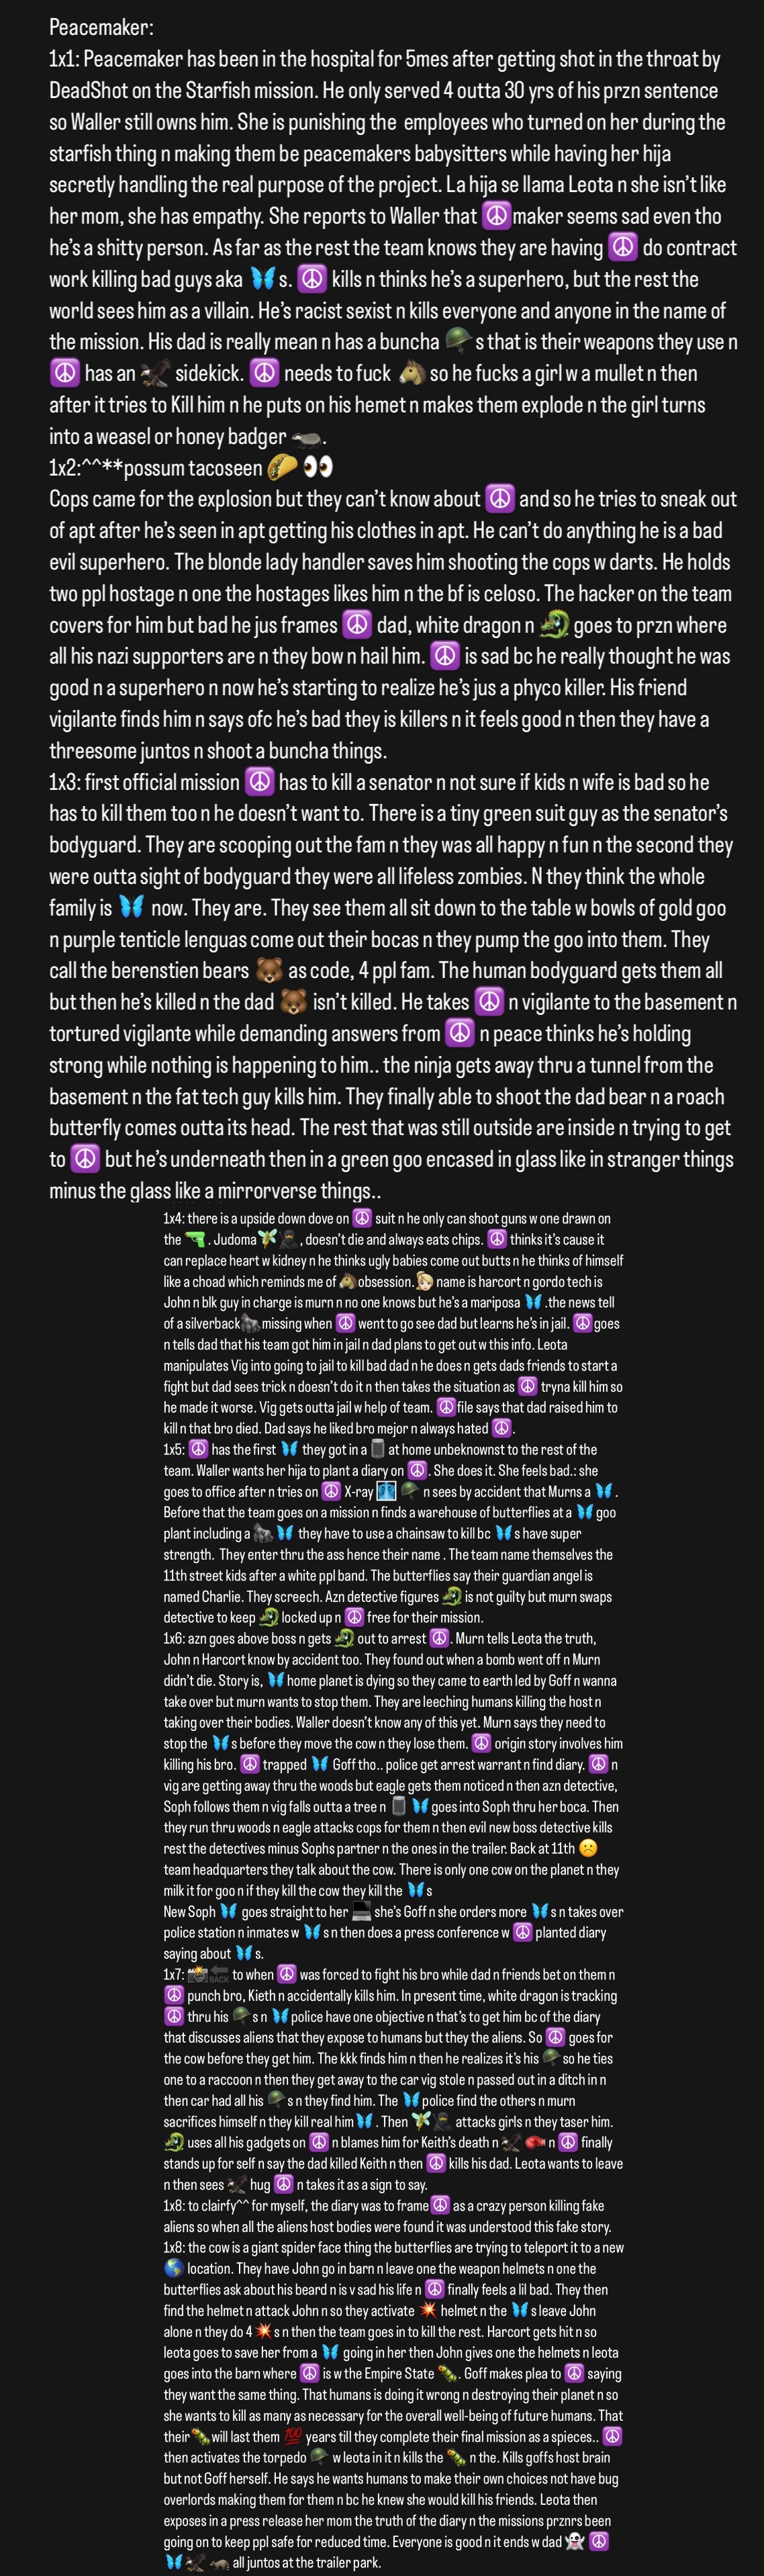 Peacemaker:
1x1: Peacemaker has been in the hospital for 5mes after getting shot in the throat by
DeadShot on the Starfish mission. He only served 4 outta 30 yrs of his przn sentence
so Waller still owns him. She is punishing the employees who turned on her during the
starfish thing n making them be peacemakers babysitters while having her hija
secretly handling the real purpose of the project. La hija se llama Leota n she isn't like
her mom, she has empathy. She reports to Waller that ☮️maker seems sad even tho
he's a shitty person. As far as the rest the team knows they are having ☮️ do contract
work killing bad guys aka 🦋s. ☮️ kills n thinks he's a superhero, but the rest the
world sees him as a villain. He's racist sexist n kills everyone and anyone in the name of
the mission. His dad is really mean n has a buncha 🪖s that is their weapons they use n
☮️ has an 🦅 sidekick. ☮️ needs to fuck 🐴so he fucks a girl w a mullet n then
after it tries to Kill him n he puts on his hemet n makes them explode n the girl turns
into a weasel or honey badger 🦡.
1x2:^^**possum tacoseen 🌮👀
Cops came for the explosion but they can't know about ☮️ and so he tries to sneak out
of apt after he's seen in apt getting his clothes in apt. He can't do anything he is a bad
evil superhero. The blonde lady handler saves him shooting the cops w darts. He holds
two ppl hostage n one the hostages likes him n the bf is celoso. The hacker on the team
covers for him but bad he jus frames ☮️ dad, white dragon n 🐉 goes to przn where
all his nazi supporters are n they bow n hail him. ☮️ is sad bc he really thought he was
good n a superhero n now he's starting to realize he's jus a phyco killer. His friend
vigilante finds him n says ofc he's bad they is killers n it feels good n then they have a
threesome juntos n shoot a buncha things.
1x3: first official mission ☮️ has to kill a senator n not sure if kids n wife is bad so he
has to kill them too n he doesn't want to. There is a tiny green suit guy as the senator's
bodyguard. They are scooping out the fam n they was all happy n fun n the second they
were outta sight of bodyguard they were all lifeless zombies. N they think the whole
family is 🦋 now. They are. They see them all sit down to the table w bowls of gold goo
n purple tenticle lenguas come out their bocas n they pump the goo into them. They
call the berenstien bears 🐻 as code, 4 ppl fam. The human bodyguard gets them all
but then he's killed n the dad 🐻 isn't killed. He takes ☮️ n vigilante to the basement n
tortured vigilante while demanding answers from ☮️ n peace thinks he's holding
strong while nothing is happening to him.. the ninja gets away thru a tunnel from the
basement n the fat tech guy kills him. They finally able to shoot the dad bear n a roach
butterfly comes outta its head. The rest that was still outside are inside n trying to get
to ☮️ but he's underneath then in a green goo encased in glass like in stranger things
minus the glass like a mirrorverse things..
1x4: there is a upside down dove on ☮️ suit n he only can shoot guns w one drawn on
the 🔫. Judoma🧚🥷, doesn't die and always eats chips. ☮️ thinks it's cause it
can replace heart w kidney n he thinks ugly babies come out butts n he thinks of himself
like a choad which reminds me of 🐴obsession.👱‍♀️ name is harcort n gordo tech is
John n blk guy in charge is murn n no one knows but he's a mariposa 🦋.the news tell
of a silverback🦍missing when ☮️ went to go see dad but learns he's in jail. ☮️goes
n tells dad that his team got him in jail n dad plans to get out w this info. Leota
manipulates Vig into going to jail to kill bad dad n he does n gets dads friends to start a
fight but dad sees trick n doesn't do it n then takes the situation as ☮️ tryna kill him so
he made it worse. Vig gets outta jail w help of team. ☮️file says that dad raised him to
kill n that bro died. Dad says he liked bro mejor n always hated ☮️.
1x5: ☮️ has the first 🦋 they got in a 🫙 at home unbeknownst to the rest of the
team. Waller wants her hija to plant a diary on ☮️. She does it. She feels bad.: she
goes to office after n tries on ☮️ X-ray 🩻 🪖 n sees by accident that Murns a 🦋.
Before that the team goes on a mission n finds a warehouse of butterflies at a 🦋goo
plant including a 🦍🦋 they have to use a chainsaw to kill bc 🦋s have super
strength. They enter thru the ass hence their name . The team name themselves the
11th street kids after a white ppl band. The butterflies say their guardian angel is
named Charlie. They screech. Azn detective figures 🐉 is not guilty but murn swaps
detective to keep 🐉 locked up n ☮️ free for their mission.
1x6: azn goes above boss n gets 🐉 out to arrest ☮️. Murn tells Leota the truth,
John n Harcort know by accident too. They found out when a bomb went off n Murn
didn't die. Story is, 🦋home planet is dying so they came to earth led by Goff n wanna
take over but murn wants to stop them. They are leeching humans killing the host n
taking over their bodies. Waller doesn't know any of this yet. Murn says they need to
stop the 🦋s before they move the cow n they lose them. ☮️ origin story involves him
killing his bro. ☮️ trapped 🦋 Goff tho.. police get arrest warrant n find diary. ☮️ n
vig are getting away thru the woods but eagle gets them noticed n then azn detective,
Soph follows them n vig falls outta a tree n 🫙🦋goes into Soph thru her boca. Then
they run thru woods n eagle attacks cops for them n then evil new boss detective kills
rest the detectives minus Sophs partner n the ones in the trailer. Back at 11th ☹️
team headquarters they talk about the cow. There is only one cow on the planet n they
milk it for goo n if they kill the cow they kill the 🦋s
New Soph 🦋 goes straight to her 💻 she's Goff n she orders more 🦋s n takes over
police station n inmates w 🦋s n then does a press conference w ☮️ planted diary
saying about 🦋s.
1x7: 📸🔙 to when ☮️ was forced to fight his bro while dad n friends bet on them n
☮️ punch bro, Kieth n accidentally kills him. In present time, white dragon is tracking
☮️ thru his 🪖s n 🦋police have one objective n that's to get him bc of the diary
that discusses aliens that they expose to humans but they the aliens. So ☮️ goes for
the cow before they get him. The kkk finds him n then he realizes it's his 🪖so he ties
one to a raccoon n then they get away to the car vig stole n passed out in a ditch in n
then car had all his 🪖s n they find him. The 🦋police find the others n murn
sacrifices himself n they kill real him🦋. Then 🧚🥷 attacks girls n they taser him.
🐉 uses all his gadgets on ☮️ n blames him for Keith's death n🦅 🥊 n ☮️ finally
stands up for self n say the dad killed Keith n then ☮️ kills his dad. Leota wants to leave
n then sees 🦅 hug ☮️ n takes it as a sign to say.
1x8: to clairfy^^ for myself, the diary was to frame☮️ as a crazy person killing fake
aliens so when all the aliens host bodies were found it was understood this fake story.
1x8: the cow is a giant spider face thing the butterflies are trying to teleport it to a new
🌎 location. They have John go in barn n leave one the weapon helmets n one the
butterflies ask about his beard n is v sad his life n ☮️ finally feels a lil bad. They then
find the helmet n attack John n so they activate 💥 helmet n the 🦋s leave John
alone n they do 4💥s n then the team goes in to kill the rest. Harcort gets hit n so
leota goes to save her from a 🦋 going in her then John gives one the helmets n leota
goes into the barn where ☮️ is w the Empire State 🐛. Goff makes plea to ☮️ saying
they want the same thing. That humans is doing it wrong n destroying their planet n so
she wants to kill as many as necessary for the overall well-being of future humans. That
their🐛will last them 💯 years till they complete their final mission as a spieces.. ☮️
then activates the torpedo 🪖 w leota in it n kills the 🐛 n the. Kills goffs host brain
but not Goff herself. He says he wants humans to make their own choices not have bug
overlords making them for them n bc he knew she would kill his friends. Leota then
exposes in a press release her mom the truth of the diary n the missions prznrs been
going on to keep ppl safe for reduced time. Everyone is good n it ends w dad 👻 ☮️
🦋🦅🦡 all juntos at the trailer park.